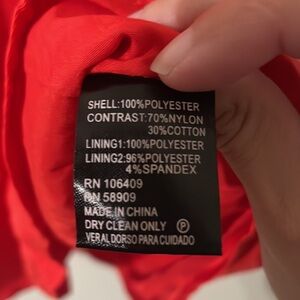 SHELL:100%POLYESTER
CONTRAST:70%NYLON
30%COTTON
LINING1:100%POLYESTER
LINING2:96%POLYESTER
4%SPANDEX
RN 106409
RN 58909
MADE IN CHINA
DRY CLEAN ONLY Ⓟ
VER AL DORSO PARA CUIDADO